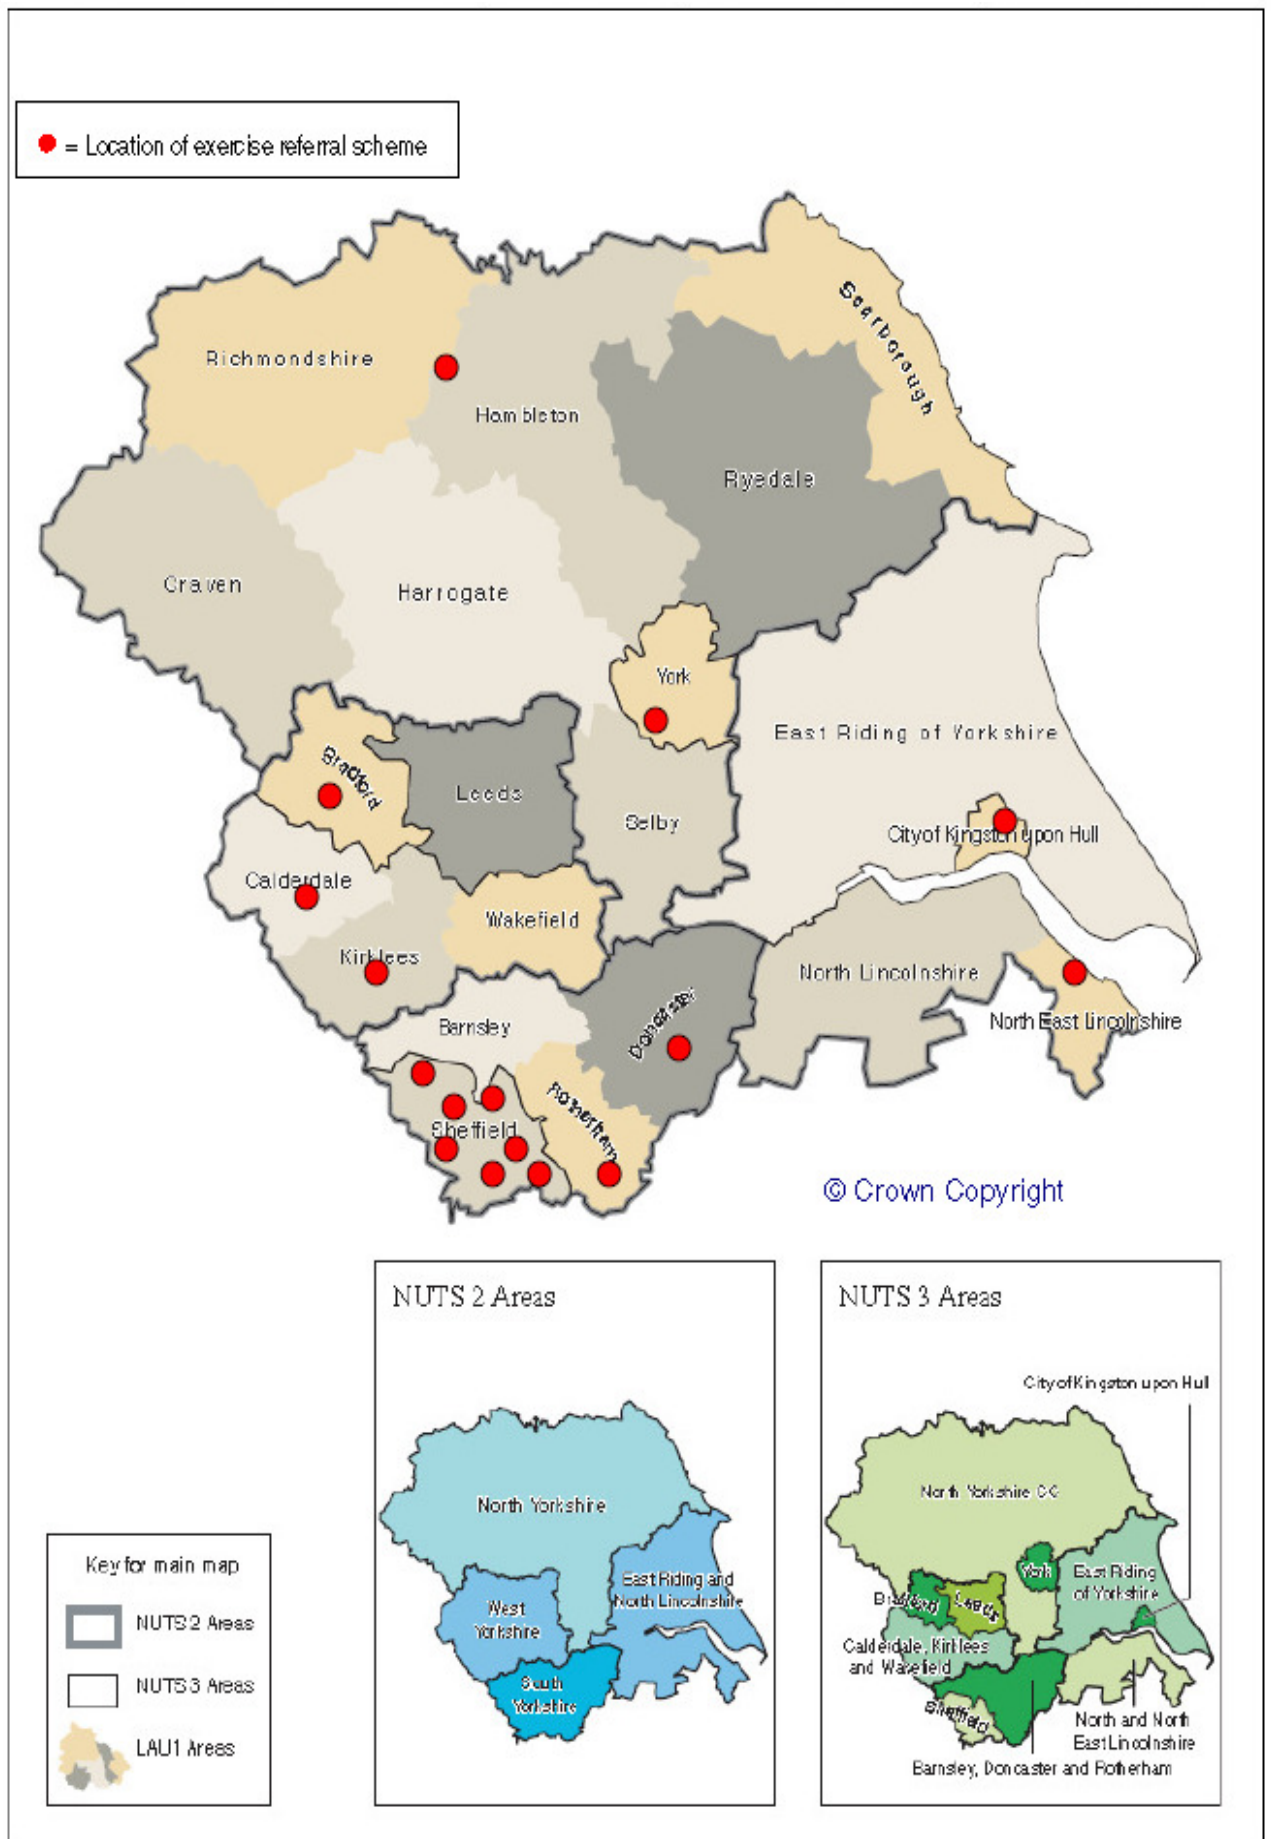 = Location of exercise referral scheme
Richmondshire
Scarborough
Hambleton
Ryedale
Craven
Harrogate
York
East Riding of Yorkshire
Bradford
Leeds
Selby
City of Kingston upon Hull
Calderdale
Wakefield
Kirklees
North Lincolnshire
Barnsley
Doncaster
North East Lincolnshire
Rotherham
Sheffield
© Crown Copyright
NUTS 2 Areas
North Yorkshire
East Riding and
North Lincolnshire
West
Yorkshire
South
Yorkshire
NUTS 3 Areas
City of Kingston upon Hull
North Yorkshire CC
York
East Riding
of Yorkshire
Bradford
Leeds
Calderdale, Kirklees
and Wakefield
Sheffield
North and North
East Lincolnshire
Barnsley, Doncaster and Rotherham
Key for main map
NUTS 2 Areas
NUTS 3 Areas
LAU1 Areas